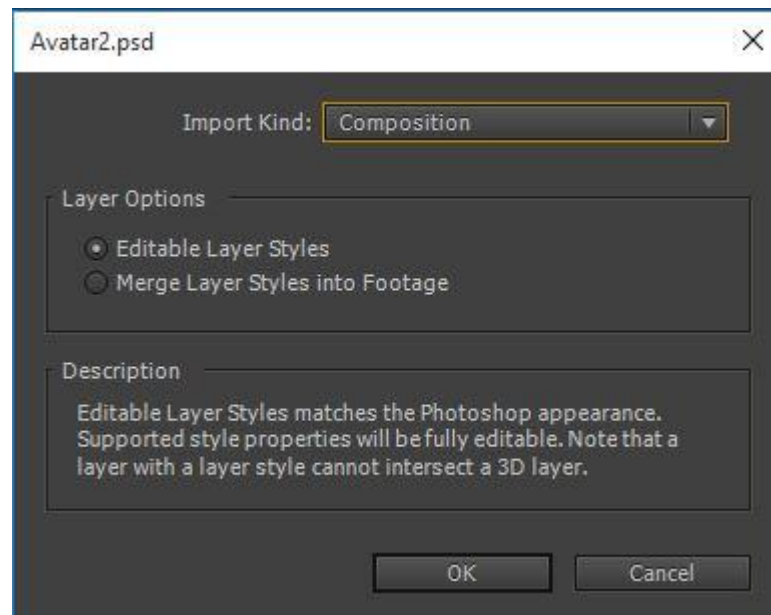 Avatar2.psd
Import Kind: Composition
Layer Options
Editable Layer Styles
Merge Layer Styles into Footage
Description
Editable Layer Styles matches the Photoshop appearance.
Supported style properties will be fully editable. Note that a
layer with a layer style cannot intersect a 3D layer.
OK Cancel